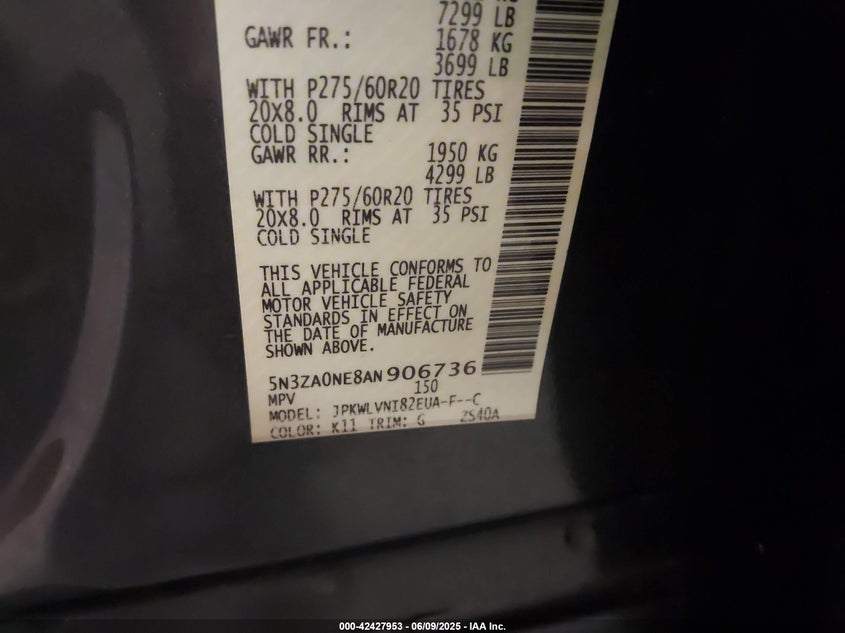 7299 LB
GAWR FR.: 1678 KG
3699 LB
WITH P275/60R20 TIRES
20X8.0 RIMS AT 35 PSI
COLD SINGLE
GAWR RR.: 1950 KG
4299 LB
WITH P275/60R20 TIRES
20X8.0 RIMS AT 35 PSI
COLD SINGLE
THIS VEHICLE CONFORMS TO
ALL APPLICABLE FEDERAL
MOTOR VEHICLE SAFETY
STANDARDS IN EFFECT ON
THE DATE OF MANUFACTURE
SHOWN ABOVE.
5N3ZA0NE8AN906736
MPV 150
MODEL: JPKWLVNI82EUA-F--C
COLOR: K11 TRIM: G ZS40A
000-42427953 - 06/09/2025 - IAA Inc.